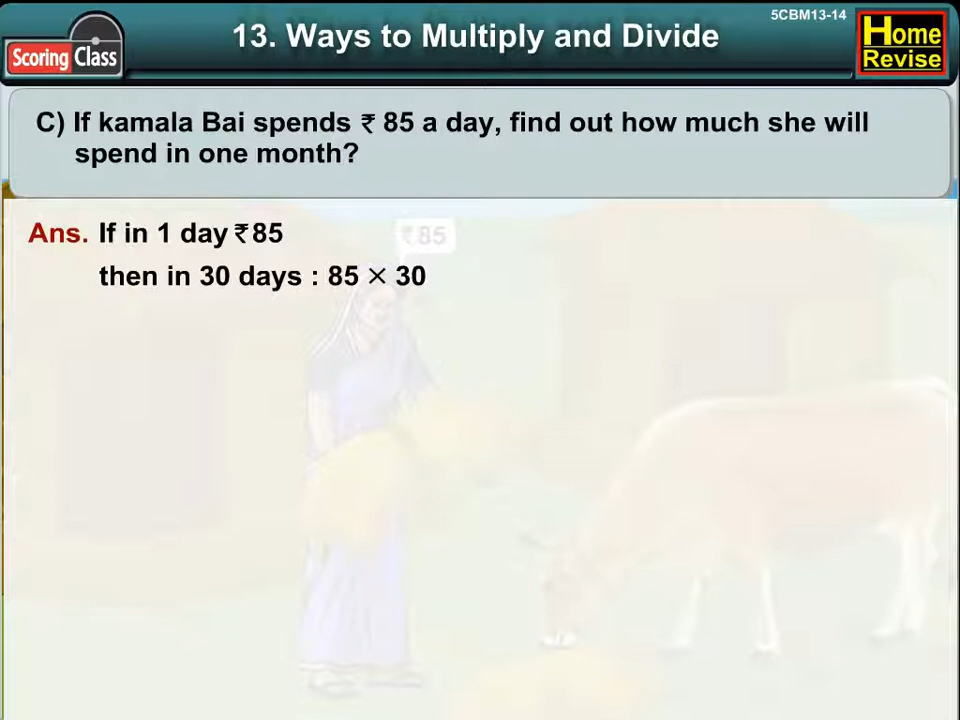 5CBM13-14
Scoring Class
13. Ways to Multiply and Divide
Home
Revise
C) If kamala Bai spends ₹ 85 a day, find out how much she will
spend in one month?
Ans. If in 1 day ₹ 85
₹85
then in 30 days : 85 × 30